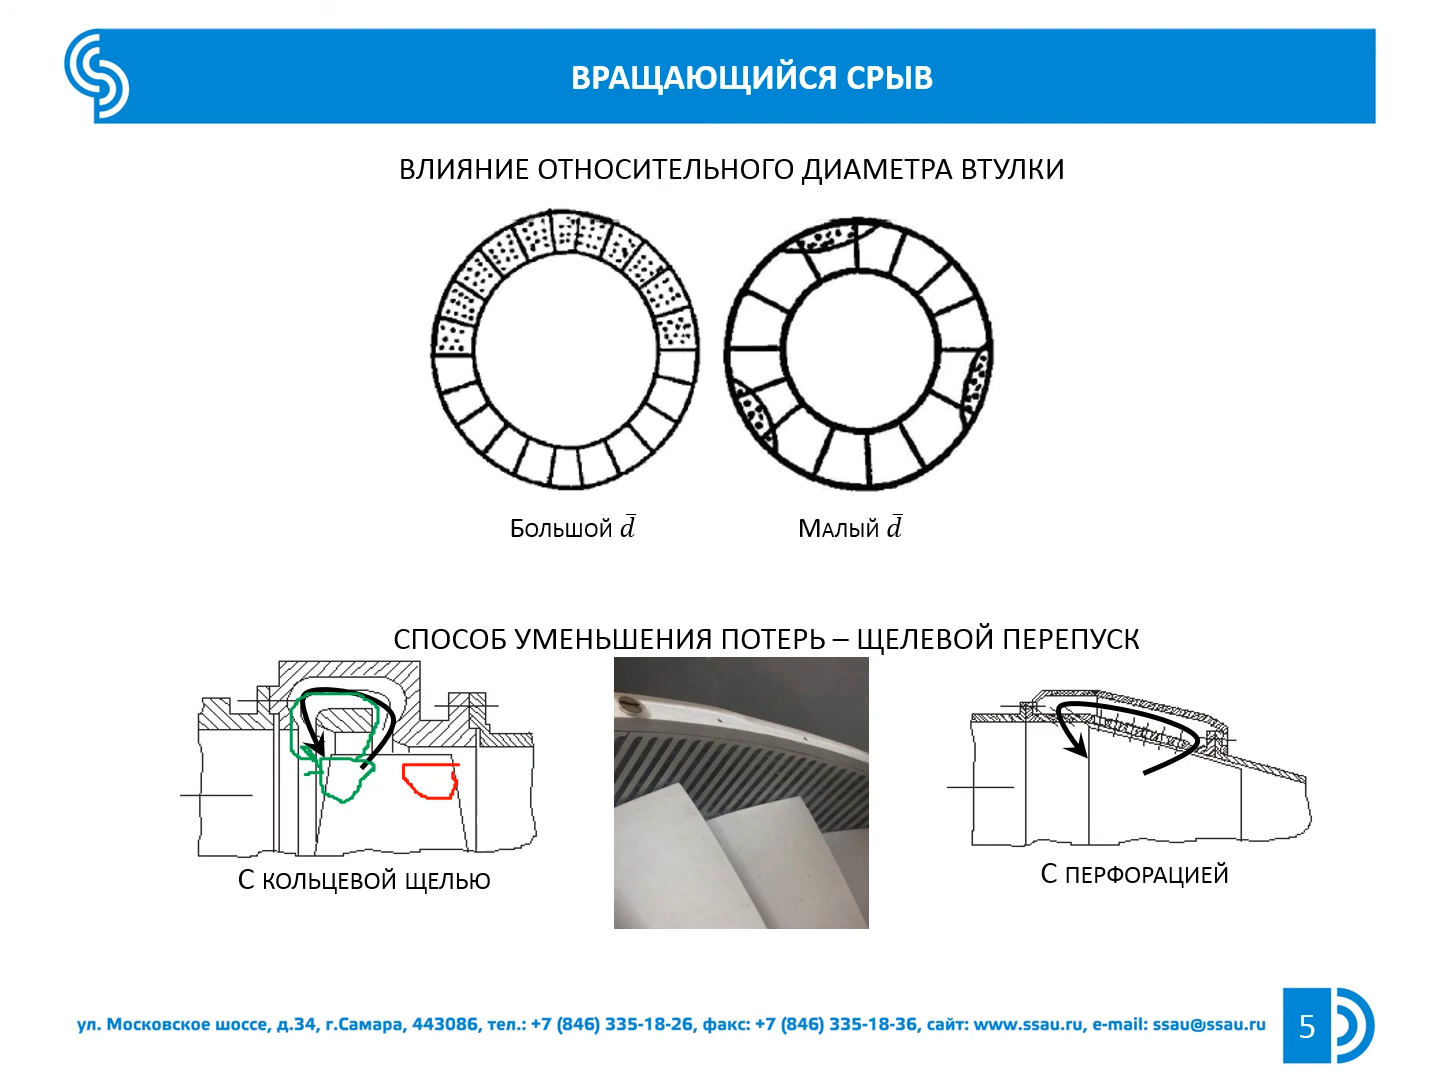 ВРАЩАЮЩИЙСЯ СРЫВ
ВЛИЯНИЕ ОТНОСИТЕЛЬНОГО ДИАМЕТРА ВТУЛКИ
Большой d̄
Малый d̄
СПОСОБ УМЕНЬШЕНИЯ ПОТЕРЬ – ЩЕЛЕВОЙ ПЕРЕПУСК
С кольцевой щелью
С перфорацией
ул. Московское шоссе, д.34, г.Самара, 443086, тел.: +7 (846) 335-18-26, факс: +7 (846) 335-18-36, сайт: www.ssau.ru, e-mail: ssau@ssau.ru
5